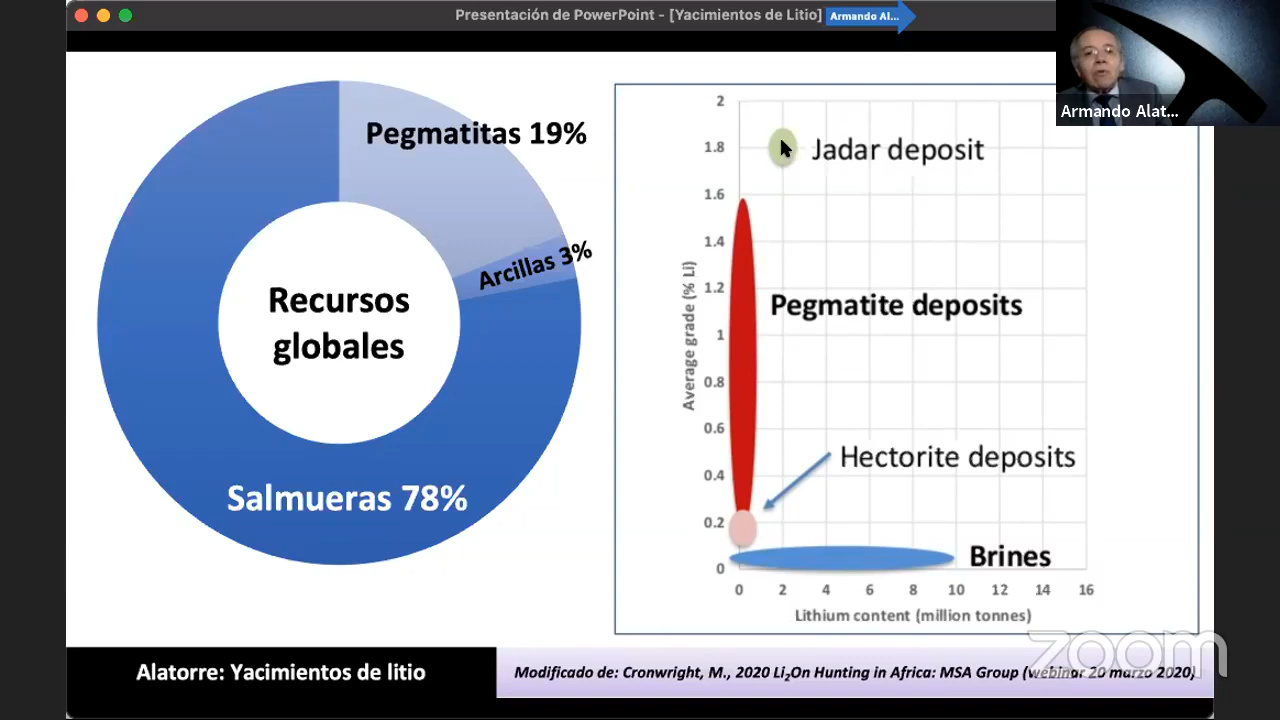 Presentación de PowerPoint - [Yacimientos de Litio]
Armando Al...
Armando Alat...
Pegmatitas 19%
Arcillas 3%
Recursos
globales
Salmueras 78%
2
1.8
1.6
1.4
1.2
1
0.8
0.6
0.4
0.2
0
Average grade (% Li)
Jadar deposit
Pegmatite deposits
Hectorite deposits
Brines
0 2 4 6 8 10 12 14 16
Lithium content (million tonnes)
zoom
Alatorre: Yacimientos de litio
Modificado de: Cronwright, M., 2020 Li₂On Hunting in Africa: MSA Group (webinar 20 marzo 2020)